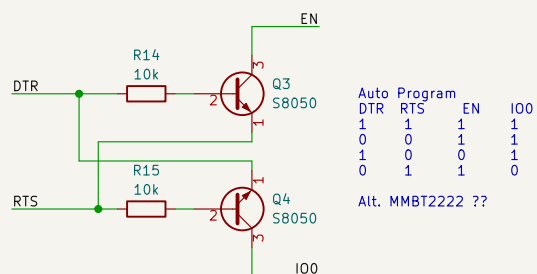 EN
R14
10k
3
DTR
Q3
2
S8050
1
Auto Program
DTR RTS EN IO0
1 1 1 1
0 0 1 1
1 0 0 1
0 1 1 0
R15
10k
1
RTS
Q4
2
S8050
3
Alt. MMBT2222 ??
IO0